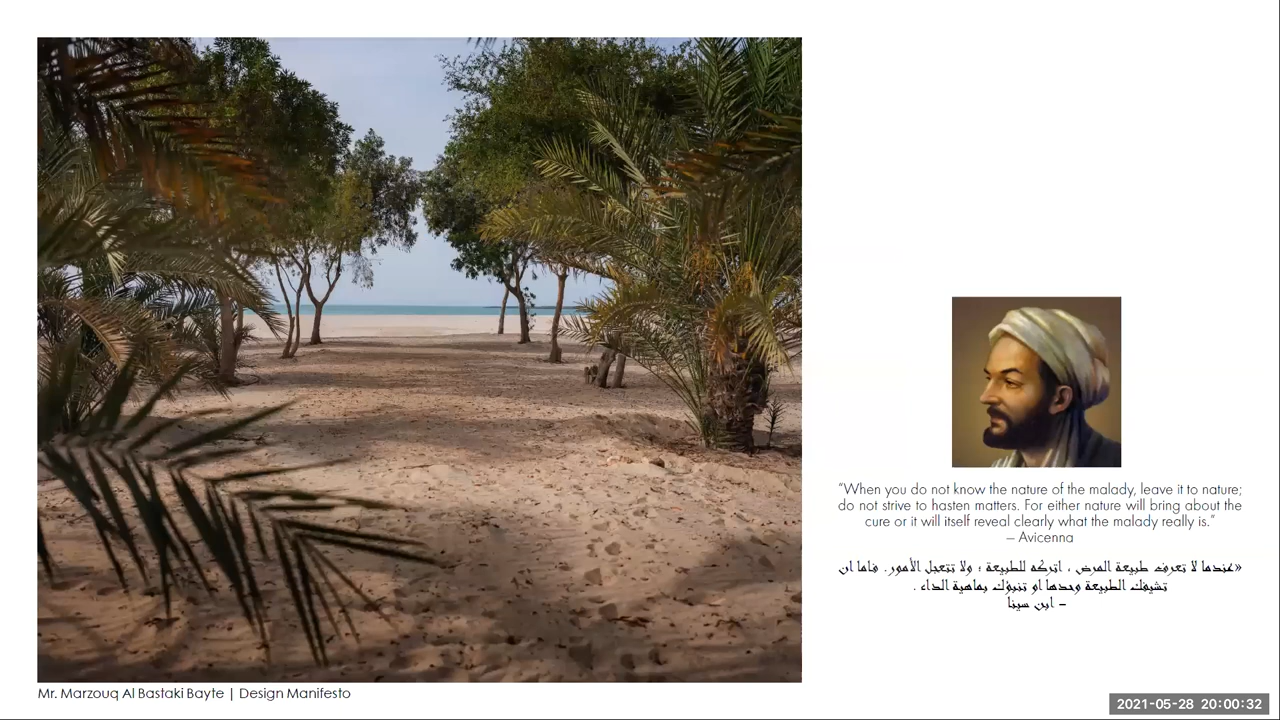 “When you do not know the nature of the malady, leave it to nature;
do not strive to hasten matters. For either nature will bring about the
cure or it will itself reveal clearly what the malady really is.”
– Avicenna
«عندما لا تعرف طبيعة المرض ، اتركه للطبيعة ؛ ولا تتعجل الأمور. فاما ان
تشفيك الطبيعة وحدها او تنبؤك بماهية الداء .
– ابن سينا
Mr. Marzouq Al Bastaki Bayte | Design Manifesto
2021-05-28 20:00:32